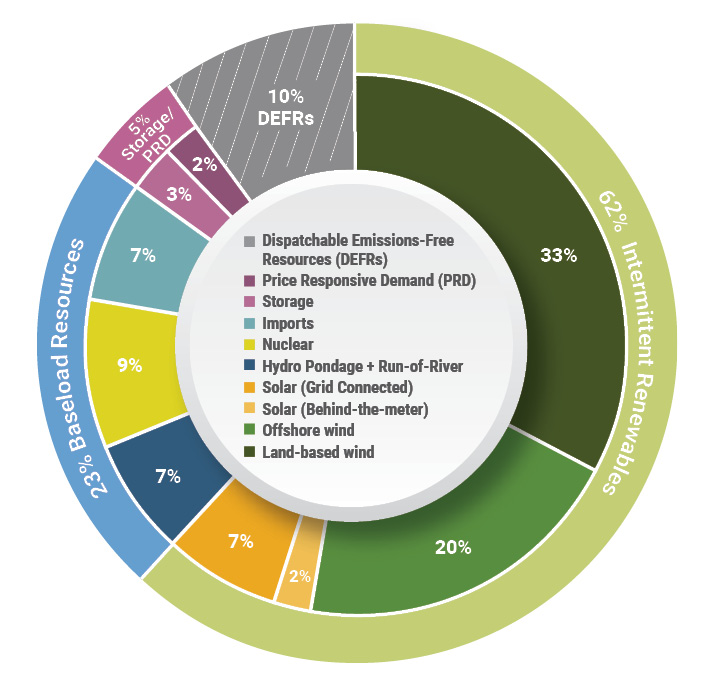 10%
DEFRs
5%
Storage/
PRD
2%
3%
7%
9%
7%
7%
2%
20%
33%
62% Intermittent Renewables
23% Baseload Resources
Dispatchable Emissions-Free
Resources (DEFRs)
Price Responsive Demand (PRD)
Storage
Imports
Nuclear
Hydro Pondage + Run-of-River
Solar (Grid Connected)
Solar (Behind-the-meter)
Offshore wind
Land-based wind